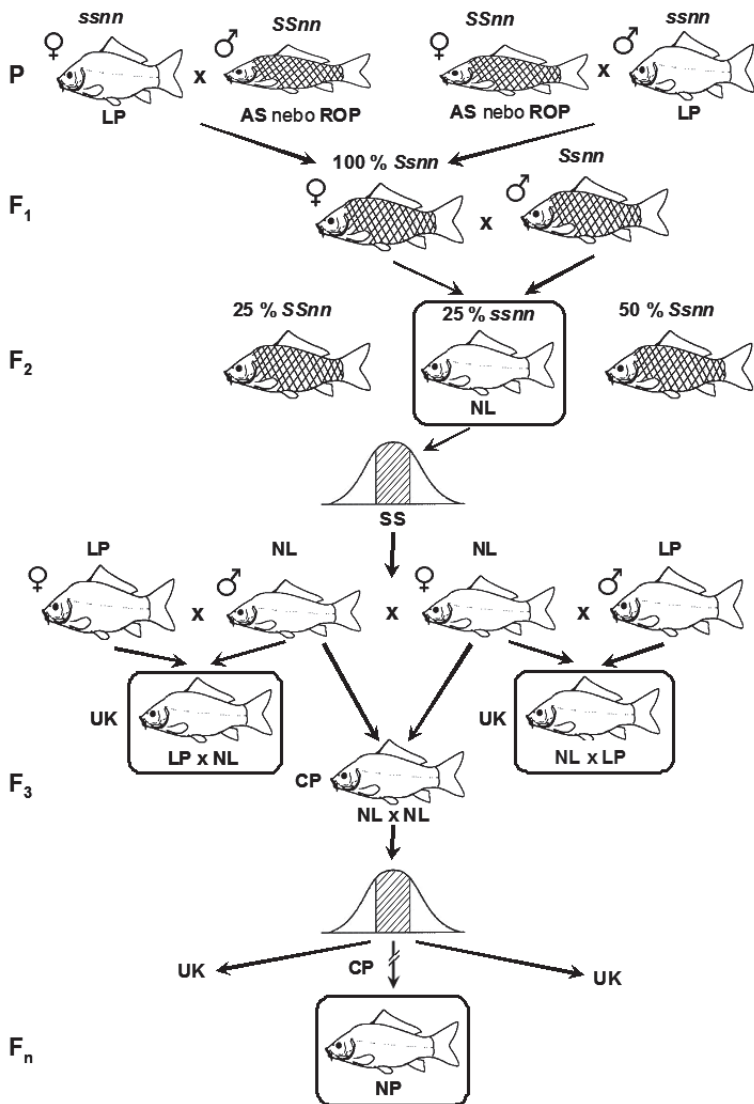 ssnn SSnn SSnn ssnn
♀ ♂ ♀ ♂
P x x
LP AS nebo ROP AS nebo ROP LP
100 % Ssnn Ssnn
♀ ♂
F1 x
25 % SSnn 25 % ssnn 50 % Ssnn
F2
NL
SS
LP NL NL LP
♀ ♂ ♀ ♂
x x x
UK UK
LP x NL NL x LP
F3 CP
NL x NL
UK CP UK
Fn
NP